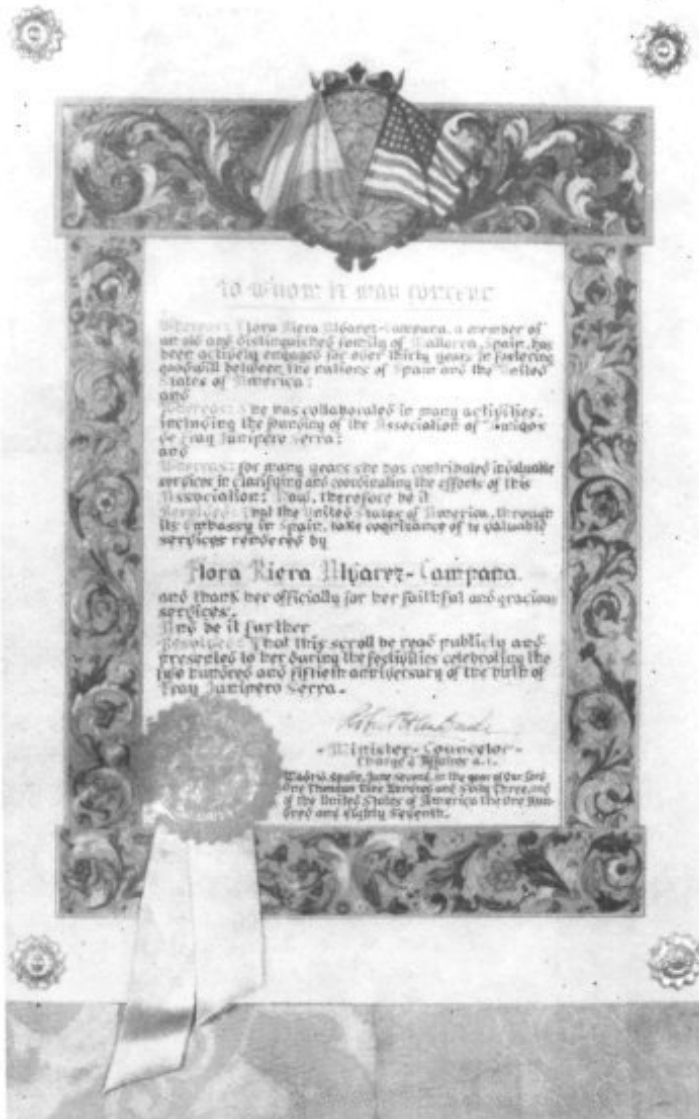 To whom it may concern
Whereas: Flora Riera Alvarez-Campana, a member of
an old and distinguished family of Mallorca, Spain, has
been actively engaged for over thirty years in fostering
goodwill between the nations of Spain and the United
States of America:
and
Whereas: She has collaborated in many activities,
including the founding of the Association of Amigos
de Fray Junipero Serra:
and
Whereas: for many years she has contributed invaluable
services in clarifying and coordinating the efforts of this
Association: Now, therefore be it
Resolved: That the United States of America, through
its Embassy in Spain, take cognizance of te valuable
services rendered by
Flora Riera Alvarez-Campana.
and thank her officially for her faithful and gracious
services.
And be it further
Resolved: That this scroll be read publicly and
presented to her during the festivities celebrating the
two hundred and fiftieth anniversary of the birth of
Fray Junipero Serra.
-Minister-Councelor-
Charge d'Affaires a.i.
Madrid, Spain, June second, in the year of Our Lord
One Thousand Nine Hundred and Sixty Three, and
of the United States of America the One Hun-
dred and Eighty Seventh.